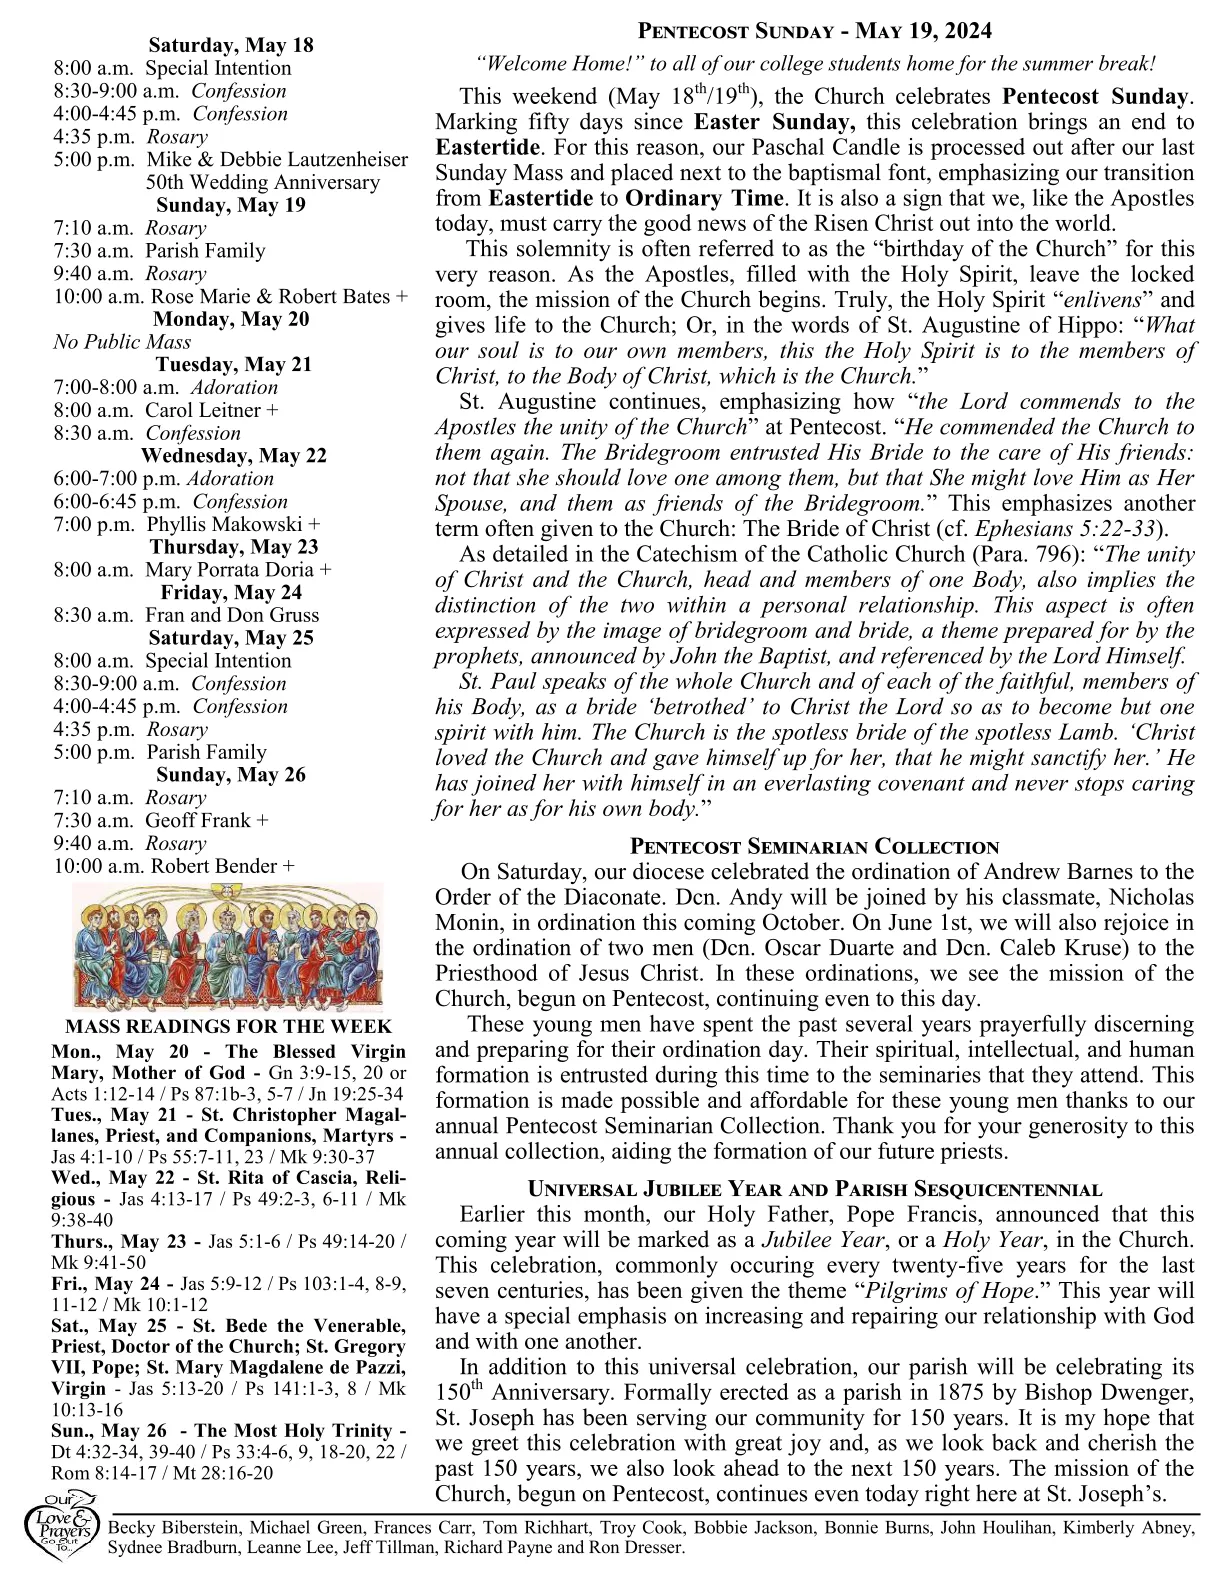 Saturday, May 18
8:00 a.m. Special Intention
8:30-9:00 a.m. Confession
4:00-4:45 p.m. Confession
4:35 p.m. Rosary
5:00 p.m. Mike & Debbie Lautzenheiser
50th Wedding Anniversary
Sunday, May 19
7:10 a.m. Rosary
7:30 a.m. Parish Family
9:40 a.m. Rosary
10:00 a.m. Rose Marie & Robert Bates +
Monday, May 20
No Public Mass
Tuesday, May 21
7:00-8:00 a.m. Adoration
8:00 a.m. Carol Leitner +
8:30 a.m. Confession
Wednesday, May 22
6:00-7:00 p.m. Adoration
6:00-6:45 p.m. Confession
7:00 p.m. Phyllis Makowski +
Thursday, May 23
8:00 a.m. Mary Porrata Doria +
Friday, May 24
8:30 a.m. Fran and Don Gruss
Saturday, May 25
8:00 a.m. Special Intention
8:30-9:00 a.m. Confession
4:00-4:45 p.m. Confession
4:35 p.m. Rosary
5:00 p.m. Parish Family
Sunday, May 26
7:10 a.m. Rosary
7:30 a.m. Geoff Frank +
9:40 a.m. Rosary
10:00 a.m. Robert Bender +
MASS READINGS FOR THE WEEK
Mon., May 20 - The Blessed Virgin
Mary, Mother of God - Gn 3:9-15, 20 or
Acts 1:12-14 / Ps 87:1b-3, 5-7 / Jn 19:25-34
Tues., May 21 - St. Christopher Magal-
lanes, Priest, and Companions, Martyrs -
Jas 4:1-10 / Ps 55:7-11, 23 / Mk 9:30-37
Wed., May 22 - St. Rita of Cascia, Reli-
gious - Jas 4:13-17 / Ps 49:2-3, 6-11 / Mk
9:38-40
Thurs., May 23 - Jas 5:1-6 / Ps 49:14-20 /
Mk 9:41-50
Fri., May 24 - Jas 5:9-12 / Ps 103:1-4, 8-9,
11-12 / Mk 10:1-12
Sat., May 25 - St. Bede the Venerable,
Priest, Doctor of the Church; St. Gregory
VII, Pope; St. Mary Magdalene de Pazzi,
Virgin - Jas 5:13-20 / Ps 141:1-3, 8 / Mk
10:13-16
Sun., May 26 - The Most Holy Trinity -
Dt 4:32-34, 39-40 / Ps 33:4-6, 9, 18-20, 22 /
Rom 8:14-17 / Mt 28:16-20
PENTECOST SUNDAY - MAY 19, 2024
“Welcome Home!” to all of our college students home for the summer break!
This weekend (May 18th/19th), the Church celebrates Pentecost Sunday.
Marking fifty days since Easter Sunday, this celebration brings an end to
Eastertide. For this reason, our Paschal Candle is processed out after our last
Sunday Mass and placed next to the baptismal font, emphasizing our transition
from Eastertide to Ordinary Time. It is also a sign that we, like the Apostles
today, must carry the good news of the Risen Christ out into the world.
This solemnity is often referred to as the “birthday of the Church” for this
very reason. As the Apostles, filled with the Holy Spirit, leave the locked
room, the mission of the Church begins. Truly, the Holy Spirit “enlivens” and
gives life to the Church; Or, in the words of St. Augustine of Hippo: “What
our soul is to our own members, this the Holy Spirit is to the members of
Christ, to the Body of Christ, which is the Church.”
St. Augustine continues, emphasizing how “the Lord commends to the
Apostles the unity of the Church” at Pentecost. “He commended the Church to
them again. The Bridegroom entrusted His Bride to the care of His friends:
not that she should love one among them, but that She might love Him as Her
Spouse, and them as friends of the Bridegroom.” This emphasizes another
term often given to the Church: The Bride of Christ (cf. Ephesians 5:22-33).
As detailed in the Catechism of the Catholic Church (Para. 796): “The unity
of Christ and the Church, head and members of one Body, also implies the
distinction of the two within a personal relationship. This aspect is often
expressed by the image of bridegroom and bride, a theme prepared for by the
prophets, announced by John the Baptist, and referenced by the Lord Himself.
St. Paul speaks of the whole Church and of each of the faithful, members of
his Body, as a bride ‘betrothed’ to Christ the Lord so as to become but one
spirit with him. The Church is the spotless bride of the spotless Lamb. ‘Christ
loved the Church and gave himself up for her, that he might sanctify her.’ He
has joined her with himself in an everlasting covenant and never stops caring
for her as for his own body.”
PENTECOST SEMINARIAN COLLECTION
On Saturday, our diocese celebrated the ordination of Andrew Barnes to the
Order of the Diaconate. Dcn. Andy will be joined by his classmate, Nicholas
Monin, in ordination this coming October. On June 1st, we will also rejoice in
the ordination of two men (Dcn. Oscar Duarte and Dcn. Caleb Kruse) to the
Priesthood of Jesus Christ. In these ordinations, we see the mission of the
Church, begun on Pentecost, continuing even to this day.
These young men have spent the past several years prayerfully discerning
and preparing for their ordination day. Their spiritual, intellectual, and human
formation is entrusted during this time to the seminaries that they attend. This
formation is made possible and affordable for these young men thanks to our
annual Pentecost Seminarian Collection. Thank you for your generosity to this
annual collection, aiding the formation of our future priests.
UNIVERSAL JUBILEE YEAR AND PARISH SESQUICENTENNIAL
Earlier this month, our Holy Father, Pope Francis, announced that this
coming year will be marked as a Jubilee Year, or a Holy Year, in the Church.
This celebration, commonly occuring every twenty-five years for the last
seven centuries, has been given the theme “Pilgrims of Hope.” This year will
have a special emphasis on increasing and repairing our relationship with God
and with one another.
In addition to this universal celebration, our parish will be celebrating its
150th Anniversary. Formally erected as a parish in 1875 by Bishop Dwenger,
St. Joseph has been serving our community for 150 years. It is my hope that
we greet this celebration with great joy and, as we look back and cherish the
past 150 years, we also look ahead to the next 150 years. The mission of the
Church, begun on Pentecost, continues even today right here at St. Joseph’s.
Our
Love &
Prayers
Go Out
To...
Becky Biberstein, Michael Green, Frances Carr, Tom Richhart, Troy Cook, Bobbie Jackson, Bonnie Burns, John Houlihan, Kimberly Abney,
Sydnee Bradburn, Leanne Lee, Jeff Tillman, Richard Payne and Ron Dresser.